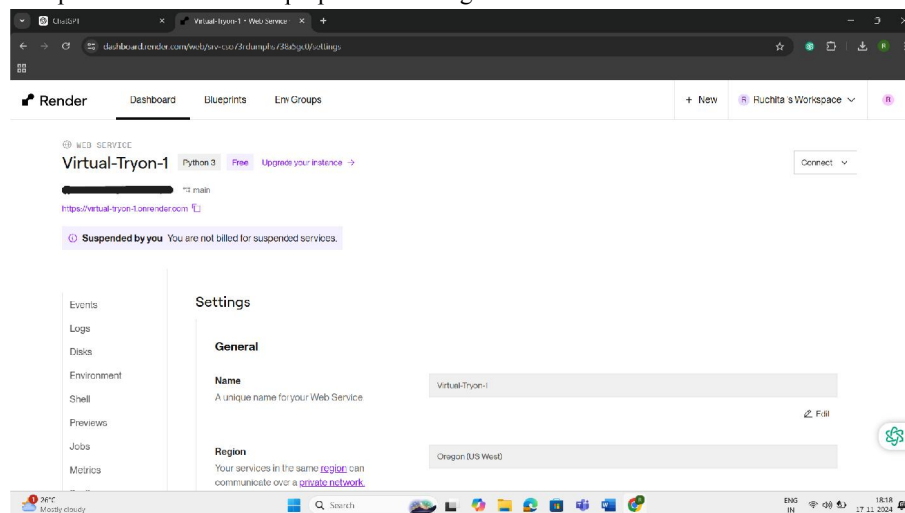 ChatGPT
Virtual-Tryon-1 • Web Service
dashboard.render.com/web/srv-cso73rdumphs738a5gc0/settings
Render
Dashboard
Blueprints
Env Groups
+ New
R Ruchita 's Workspace
R
WEB SERVICE
Virtual-Tryon-1 Python 3 Free Upgrade your instance →
Connect
main
https://virtual-tryon-1.onrender.com
Suspended by you You are not billed for suspended services.
Events
Logs
Disks
Environment
Shell
Previews
Jobs
Metrics
Settings
General
Name
A unique name for your Web Service
Virtual-Tryon-1
Edit
Region
Your services in the same region can
communicate over a private network.
Oregon (US West)
26°C
Mostly cloudy
Search
ENG
IN
18:18
17-11-2024